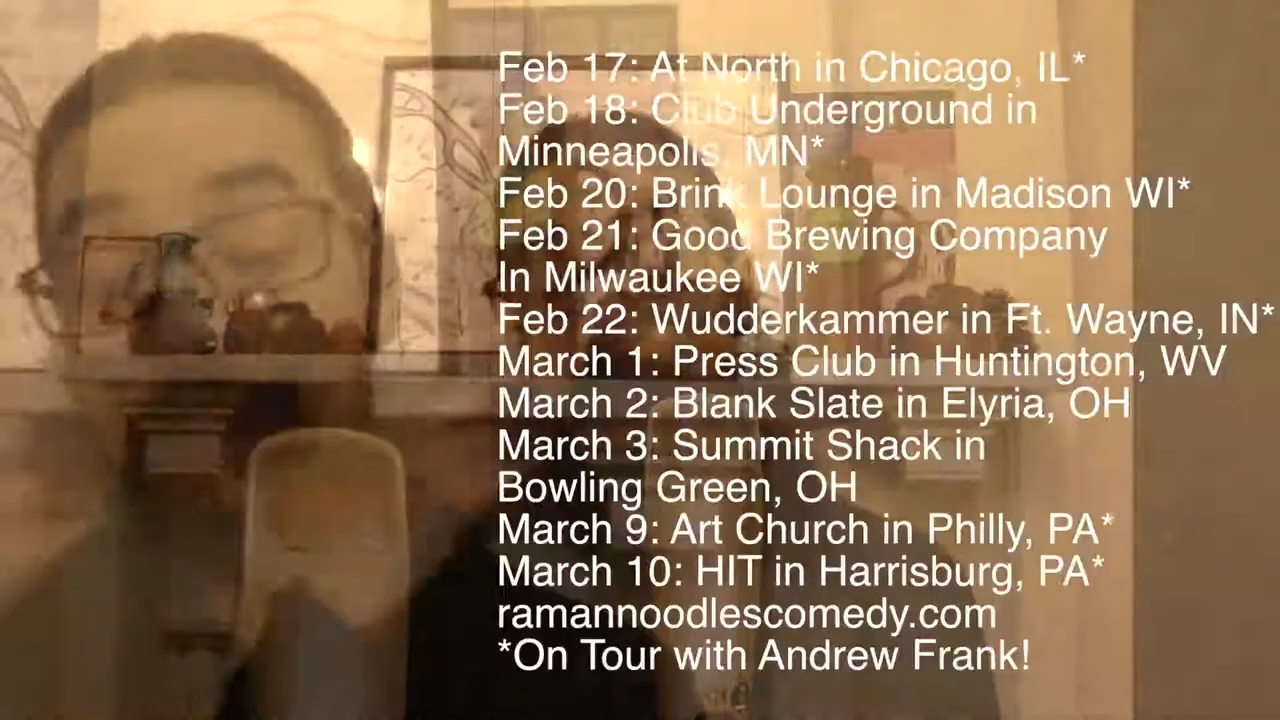 Feb 17: At North in Chicago, IL*
Feb 18: Club Underground in
Minneapolis, MN*
Feb 20: Brink Lounge in Madison WI*
Feb 21: Good Brewing Company
In Milwaukee WI*
Feb 22: Wudderkammer in Ft. Wayne, IN*
March 1: Press Club in Huntington, WV
March 2: Blank Slate in Elyria, OH
March 3: Summit Shack in
Bowling Green, OH
March 9: Art Church in Philly, PA*
March 10: HIT in Harrisburg, PA*
ramannoodlescomedy.com
*On Tour with Andrew Frank!